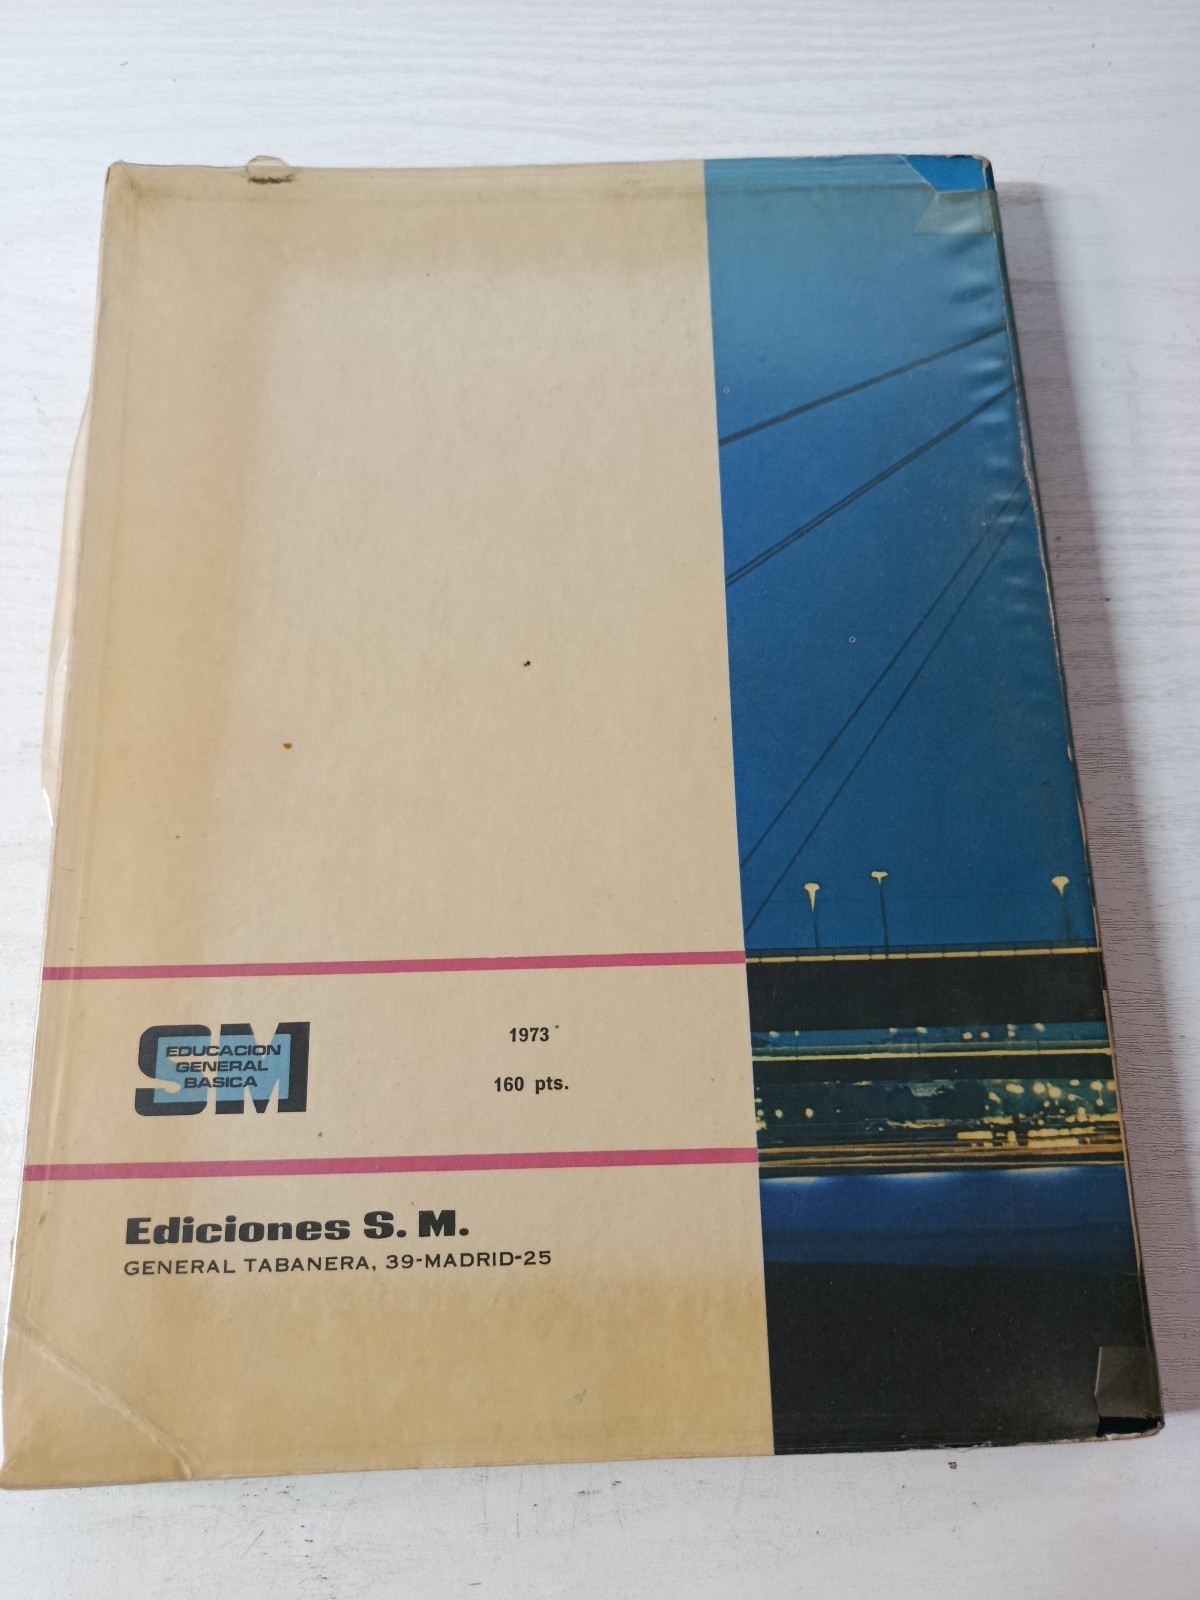 SM
EDUCACION
GENERAL
BASICA
1973
160 pts.
Ediciones S. M.
GENERAL TABANERA, 39-MADRID-25